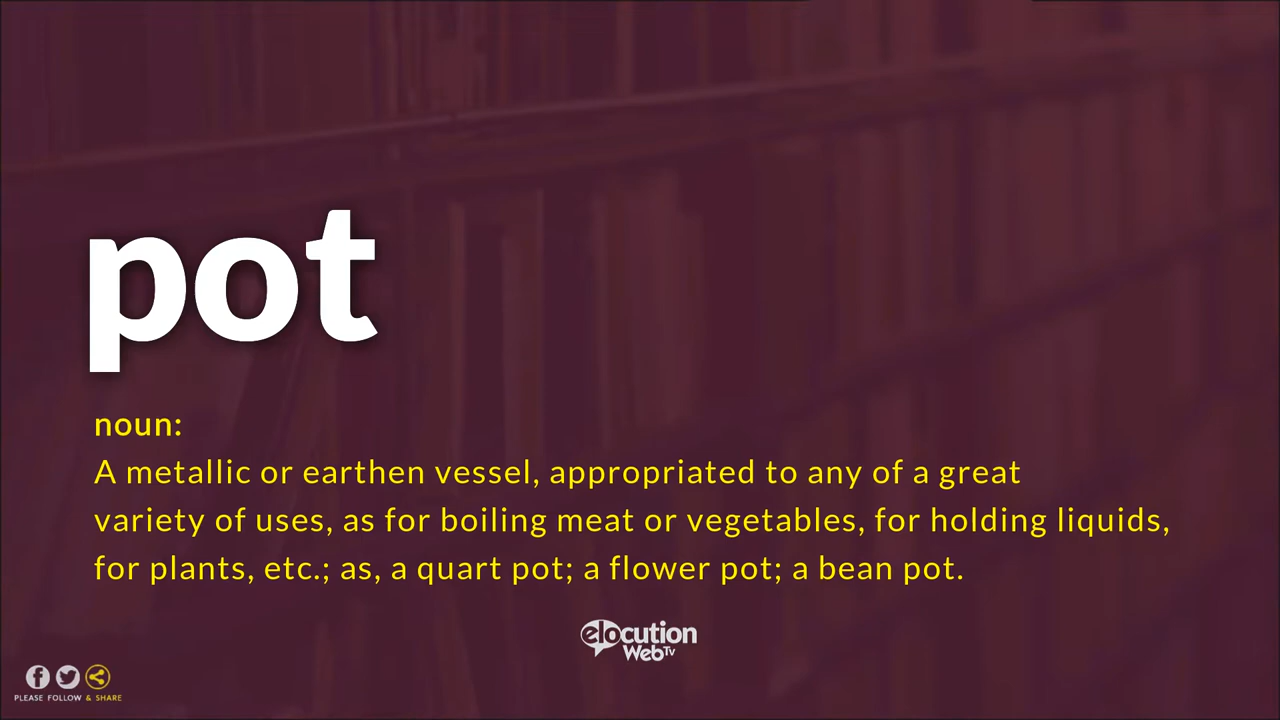 pot
noun:
A metallic or earthen vessel, appropriated to any of a great
variety of uses, as for boiling meat or vegetables, for holding liquids,
for plants, etc.; as, a quart pot; a flower pot; a bean pot.
elocution
WebTv
PLEASE FOLLOW & SHARE